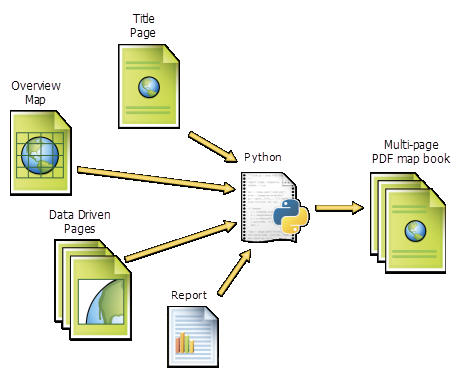 Title
Page
Overview
Map
Python
Multi-page
PDF map book
Data Driven
Pages
Report